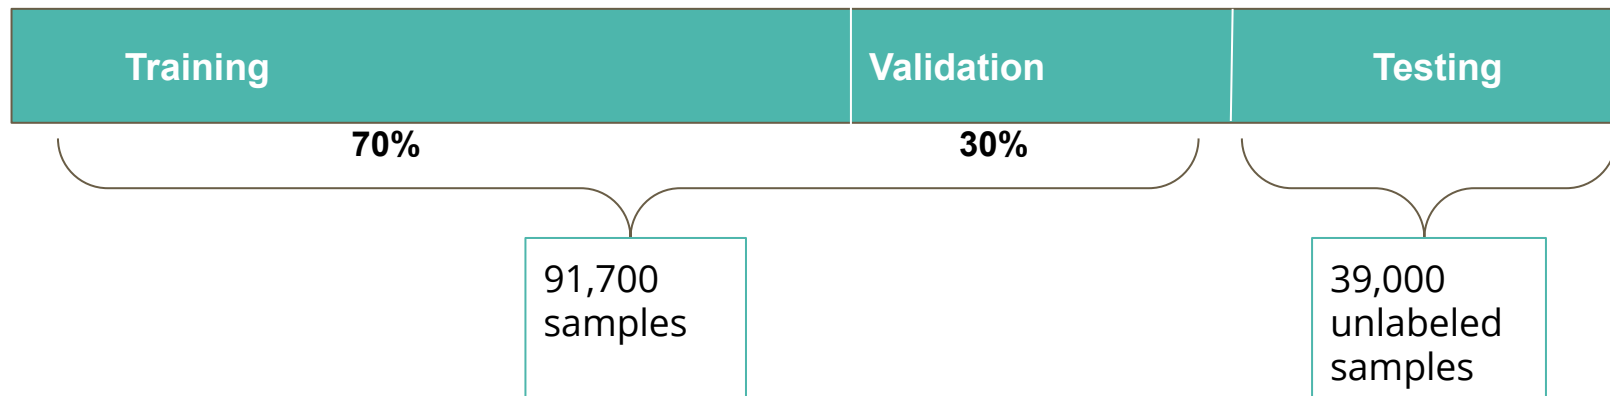 Training
Validation
Testing
70%
30%
91,700
samples
39,000
unlabeled
samples